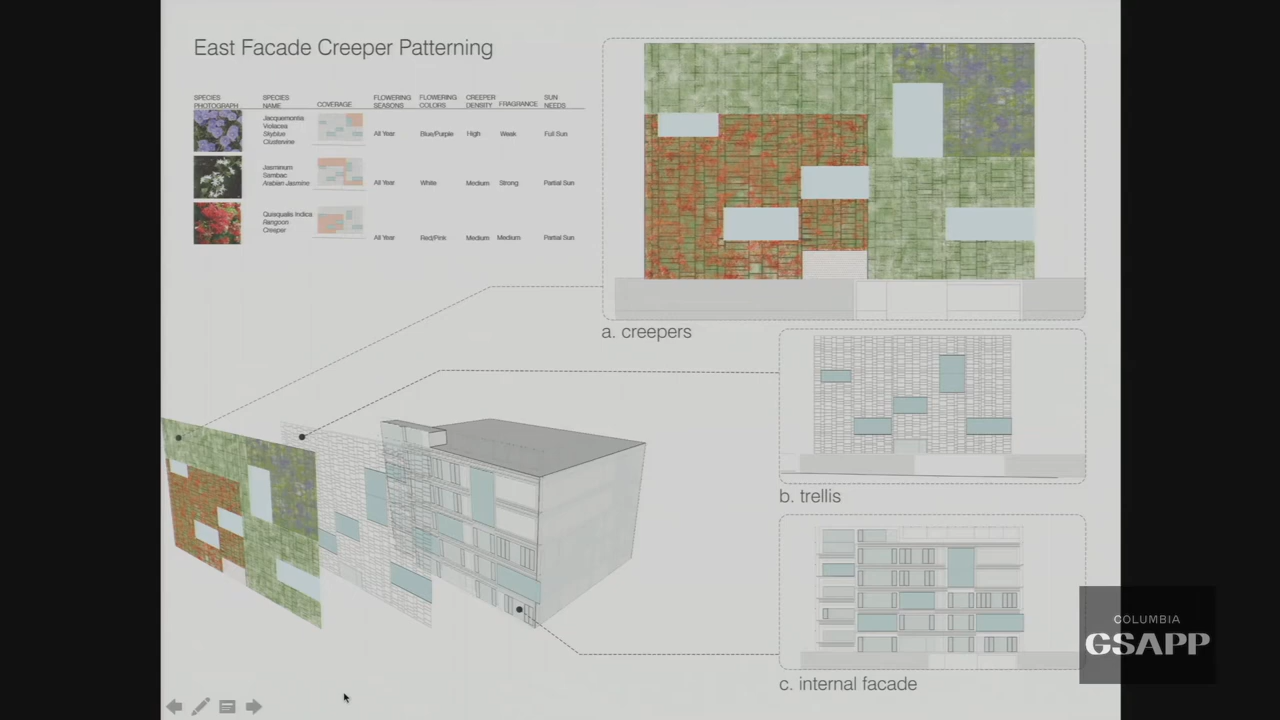 East Facade Creeper Patterning
SPECIES PHOTOGRAPH
SPECIES NAME
COVERAGE
FLOWERING SEASONS
FLOWERING COLORS
CREEPER DENSITY
FRAGRANCE
SUN NEEDS
Jacquemontia
Violacea
Skyblue
Clustervine
All Year
Blue/Purple
High
Weak
Full Sun
Jasminum
Sambac
Arabian Jasmine
All Year
White
Medium
Strong
Partial Sun
Quisqualis Indica
Rangoon
Creeper
All Year
Red/Pink
Medium
Medium
Partial Sun
a. creepers
b. trellis
c. internal facade
COLUMBIA
GSAPP